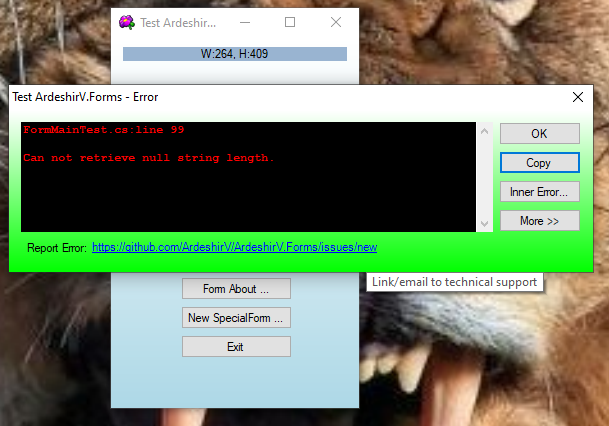 Test Ardeshir...
W:264, H:409
Test ArdeshirV.Forms - Error
FormMainTest.cs:line 99
Can not retrieve null string length.
OK
Copy
Inner Error...
More >>
Report Error: https://github.com/ArdeshirV/ArdeshirV.Forms/issues/new
Link/email to technical support
Form About ...
New SpecialForm ...
Exit